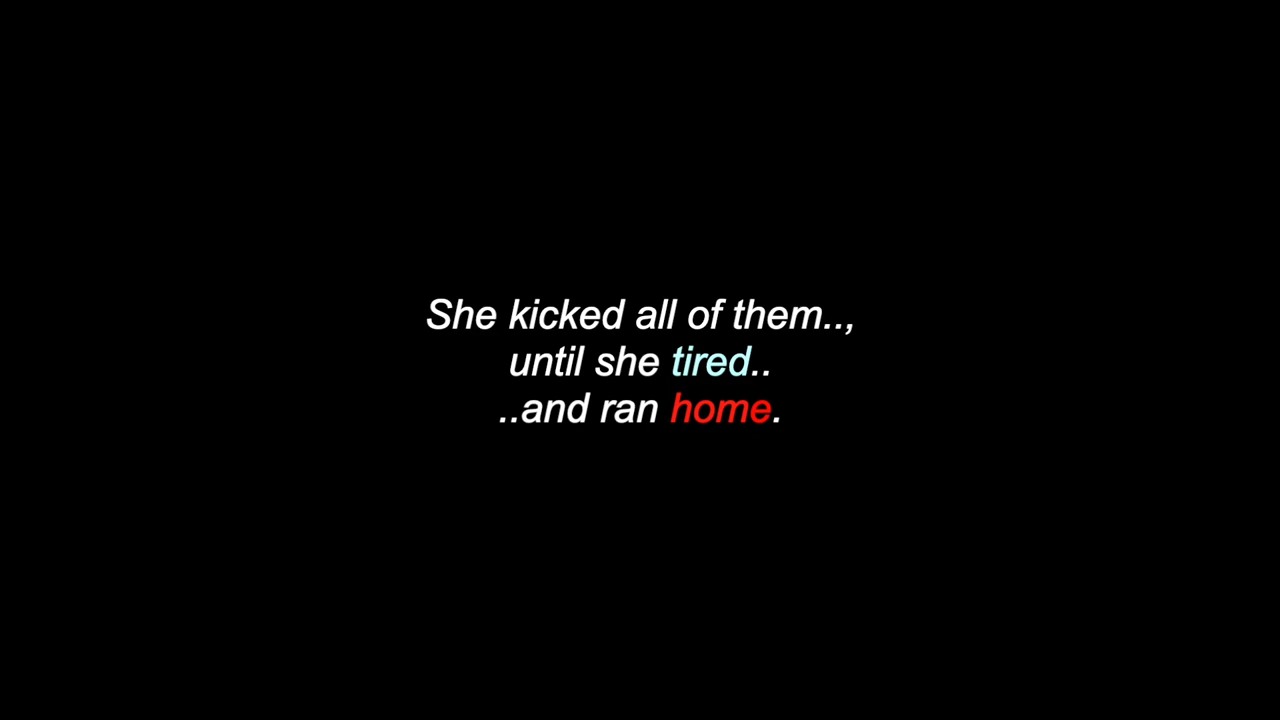 She kicked all of them..,
until she tired..
..and ran home.